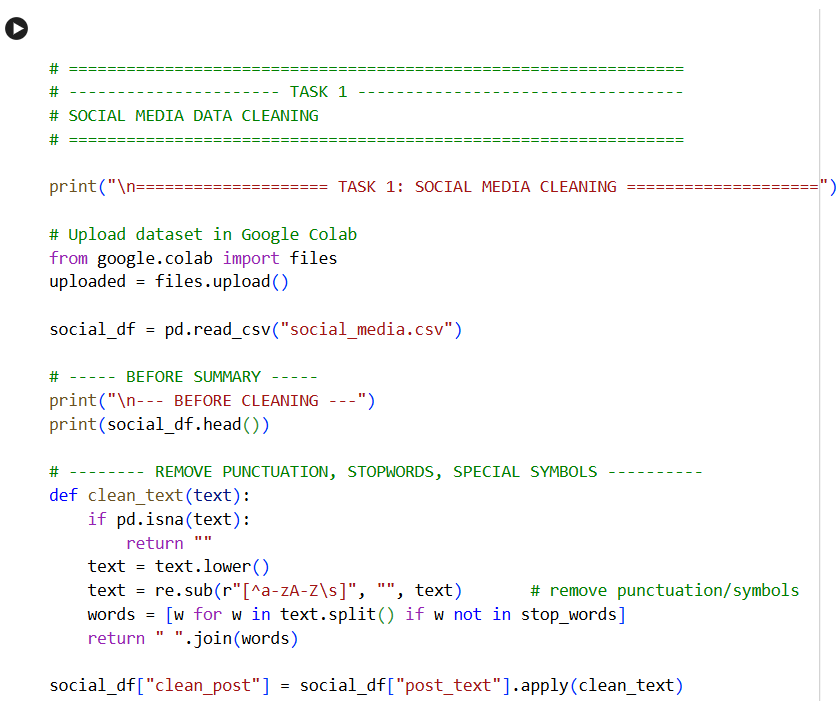 # ================================================================
# ---------------------- TASK 1 ----------------------------------
# SOCIAL MEDIA DATA CLEANING
# ================================================================
print("\n==================== TASK 1: SOCIAL MEDIA CLEANING ====================")
# Upload dataset in Google Colab
from google.colab import files
uploaded = files.upload()
social_df = pd.read_csv("social_media.csv")
# ----- BEFORE SUMMARY -----
print("\n--- BEFORE CLEANING ---")
print(social_df.head())
# -------- REMOVE PUNCTUATION, STOPWORDS, SPECIAL SYMBOLS ----------
def clean_text(text):
    if pd.isna(text):
        return ""
    text = text.lower()
    text = re.sub(r"[^a-zA-Z\s]", "", text)       # remove punctuation/symbols
    words = [w for w in text.split() if w not in stop_words]
    return " ".join(words)
social_df["clean_post"] = social_df["post_text"].apply(clean_text)